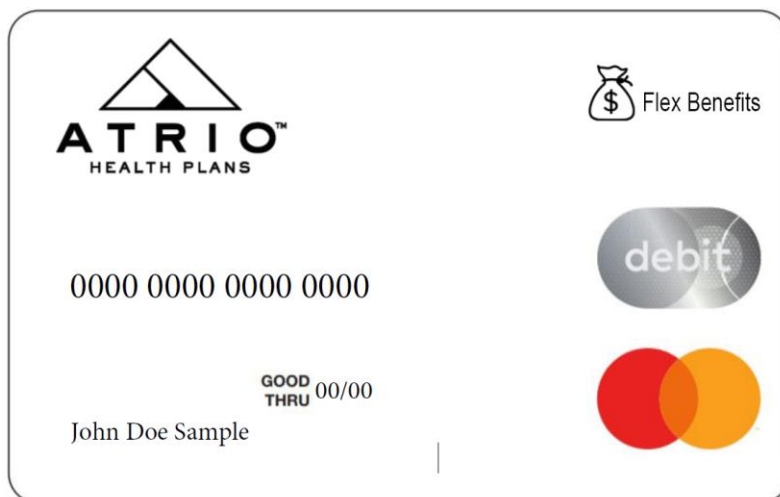 ATRIO™
HEALTH PLANS
$ Flex Benefits
debit
0000 0000 0000 0000
GOOD THRU 00/00
John Doe Sample